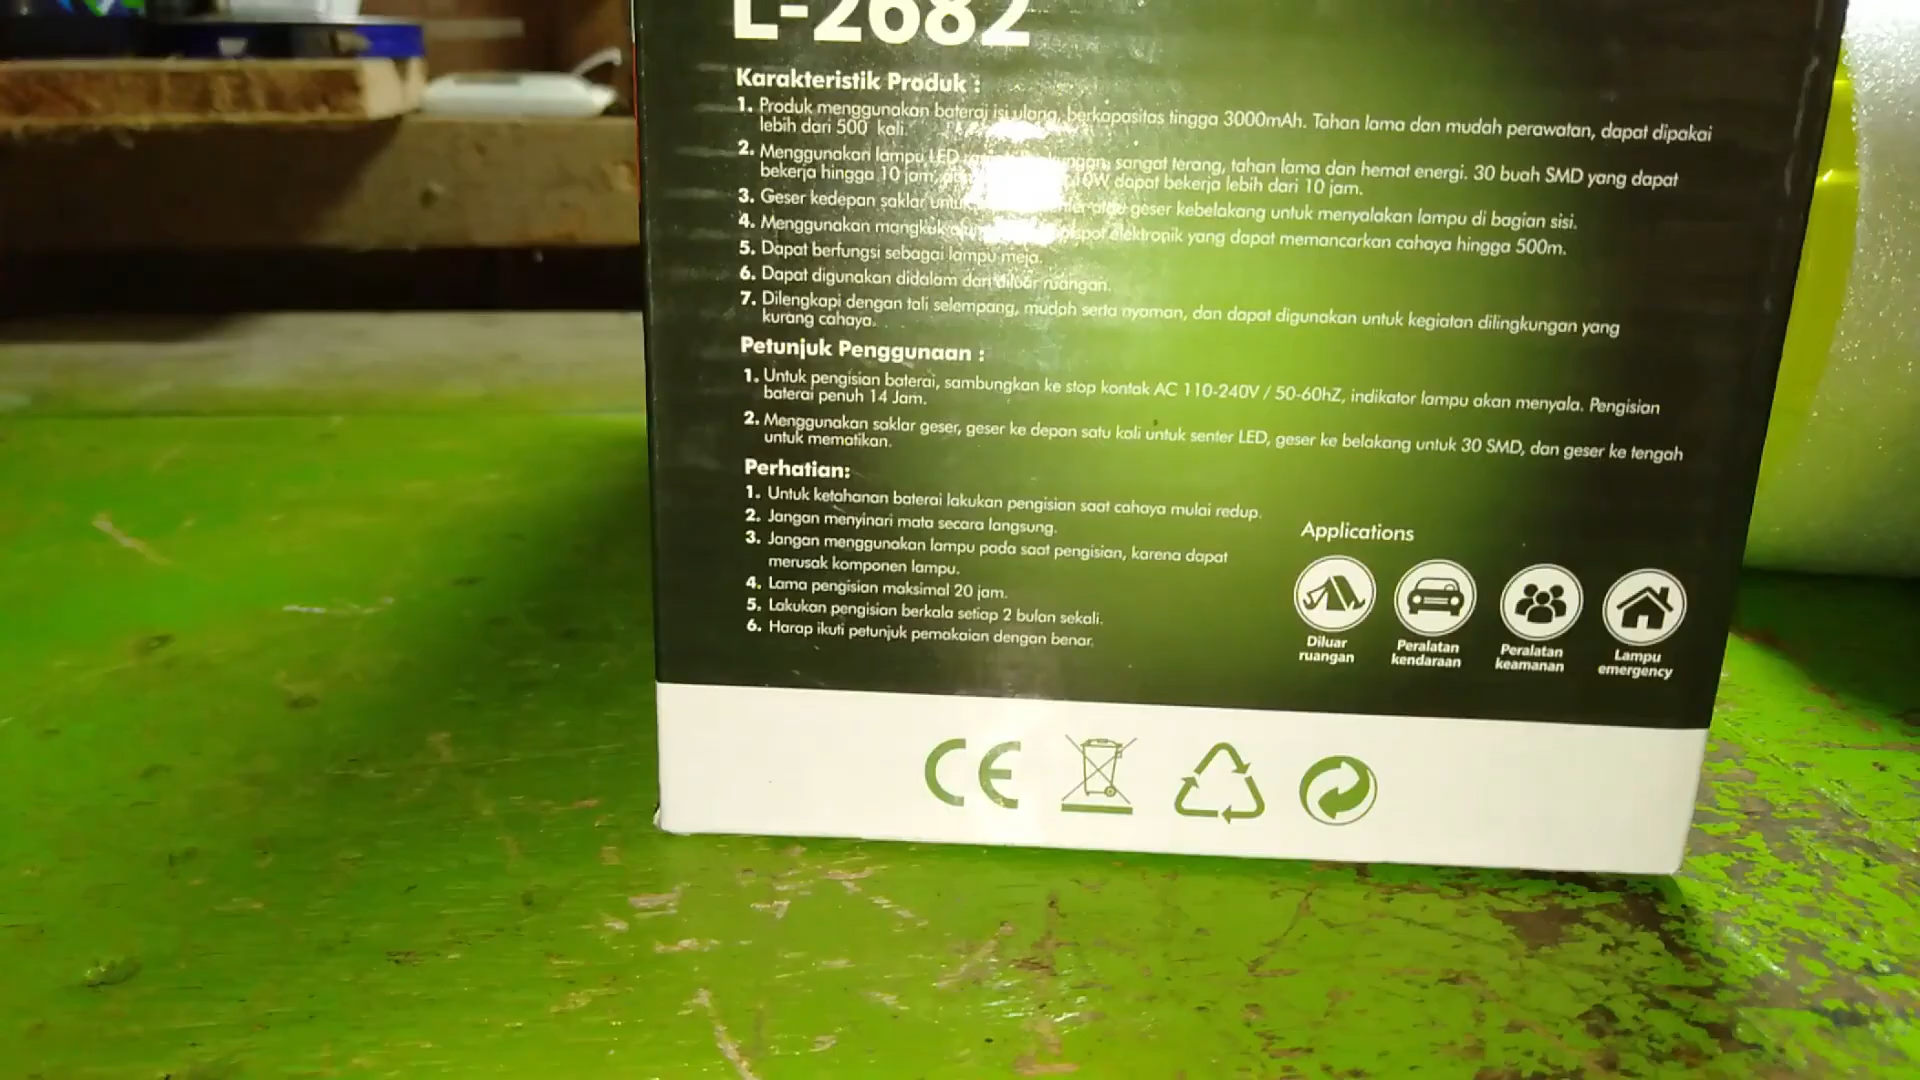 L-2682
Karakteristik Produk :
1. Produk menggunakan baterai isi ulang, berkapasitas tingga 3000mAh. Tahan lama dan mudah perawatan, dapat dipakai
lebih dari 500 kali.
2. Menggunakan lampu LED sangat terang, tahan lama dan hemat energi. 30 buah SMD yang dapat
bekerja hingga 10 jam, 10W dapat bekerja lebih dari 10 jam.
3. Geser kedepan saklar untuk geser kebelakang untuk menyalakan lampu di bagian sisi.
4. Menggunakan mangkuk elektronik yang dapat memancarkan cahaya hingga 500m.
5. Dapat berfungsi sebagai lampu meja.
6. Dapat digunakan didalam dan diluar ruangan.
7. Dilengkapi dengan tali selempang, mudah serta nyaman, dan dapat digunakan untuk kegiatan dilingkungan yang
kurang cahaya.
Petunjuk Penggunaan :
1. Untuk pengisian baterai, sambungkan ke stop kontak AC 110-240V / 50-60hZ, indikator lampu akan menyala. Pengisian
baterai penuh 14 Jam.
2. Menggunakan saklar geser, geser ke depan satu kali untuk senter LED, geser ke belakang untuk 30 SMD, dan geser ke tengah
untuk mematikan.
Perhatian:
1. Untuk ketahanan baterai lakukan pengisian saat cahaya mulai redup.
2. Jangan menyinari mata secara langsung.
3. Jangan menggunakan lampu pada saat pengisian, karena dapat
merusak komponen lampu.
4. Lama pengisian maksimal 20 jam.
5. Lakukan pengisian berkala setiap 2 bulan sekali.
6. Harap ikuti petunjuk pemakaian dengan benar.
Applications
Diluar
ruangan
Peralatan
kendaraan
Peralatan
keamanan
Lampu
emergency
CE